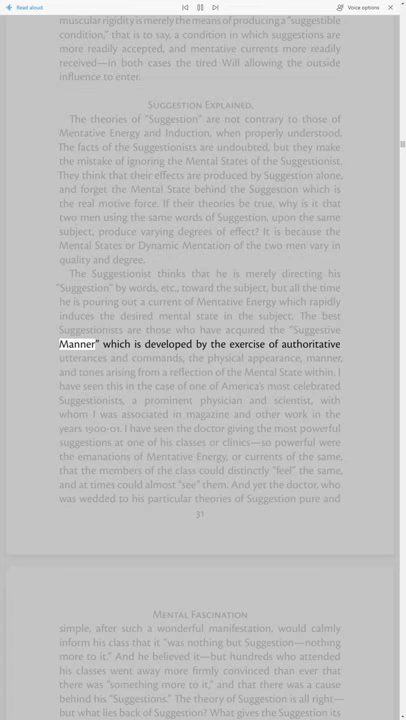 Read aloud
Voice options
muscular rigidity is merely the means of producing a "suggestible
condition," that is to say, a condition in which suggestions are
more readily accepted, and mentative currents more readily
received—in both cases the tired Will allowing the outside
influence to enter.
SUGGESTION EXPLAINED.
The theories of "Suggestion" are not contrary to those of
Mentative Energy and Induction, when properly understood.
The facts of the Suggestionists are undoubted, but they make
the mistake of ignoring the Mental States of the Suggestionist.
They think that their effects are produced by Suggestion alone,
and forget the Mental State behind the Suggestion which is
the real motive force. If their theories be true, why is it that
two men using the same words of Suggestion, upon the same
subject, produce varying degrees of effect? It is because the
Mental States or Dynamic Mentation of the two men vary in
quality and degree.
The Suggestionist thinks that he is merely directing his
"Suggestion" by words, etc., toward the subject, but all the time
he is pouring out a current of Mentative Energy which rapidly
induces the desired mental state in the subject. The best
Suggestionists are those who have acquired the "Suggestive
Manner" which is developed by the exercise of authoritative
utterances and commands, the physical appearance, manner,
and tones arising from a reflection of the Mental State within. I
have seen this in the case of one of America's most celebrated
Suggestionists, a prominent physician and scientist, with
whom I was associated in magazine and other work in the
years 1900-01. I have seen the doctor giving the most powerful
suggestions at one of his classes or clinics—so powerful were
the emanations of Mentative Energy, or currents of the same,
that the members of the class could distinctly "feel" the same,
and at times could almost "see" them. And yet the doctor, who
was wedded to his particular theories of Suggestion pure and
31
MENTAL FASCINATION
simple, after such a wonderful manifestation, would calmly
inform his class that it "was nothing but Suggestion—nothing
more to it." And he believed it—but hundreds who attended
his classes went away more firmly convinced than ever that
there was "something more to it," and that there was a cause
behind his "Suggestions." The theory of Suggestion is all right—
but what lies back of Suggestion? What gives the Suggestion its